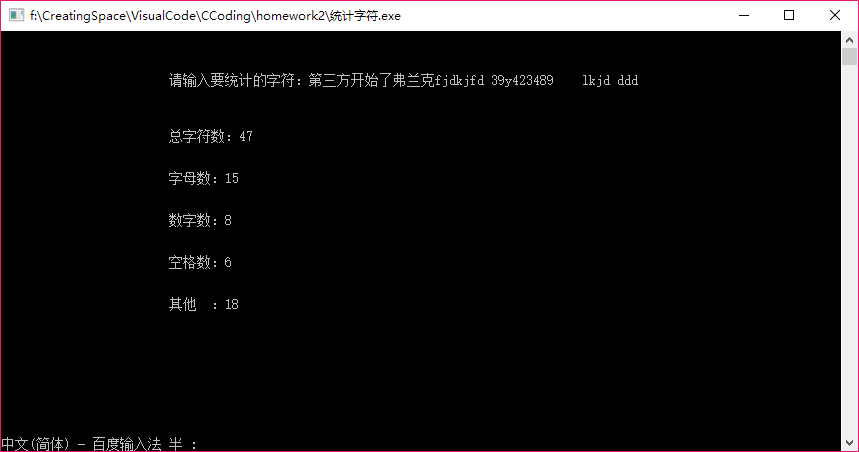 f:\CreatingSpace\VisualCode\CCoding\homework2\统计字符.exe
请输入要统计的字符：第三方开始了弗兰克fjdkjfd 39y423489    lkjd ddd
总字符数：47
字母数：15
数字数：8
空格数：6
其他  ：18
中文(简体) - 百度输入法 半 :